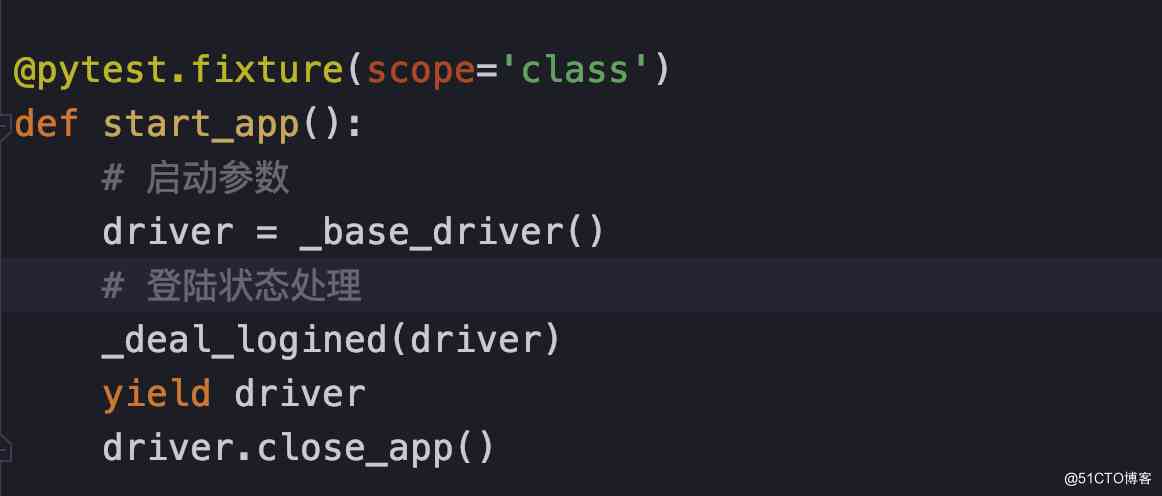 @pytest.fixture(scope='class')
def start_app():
    # 启动参数
    driver = _base_driver()
    # 登陆状态处理
    _deal_logined(driver)
    yield driver
    driver.close_app()
@51CTO博客